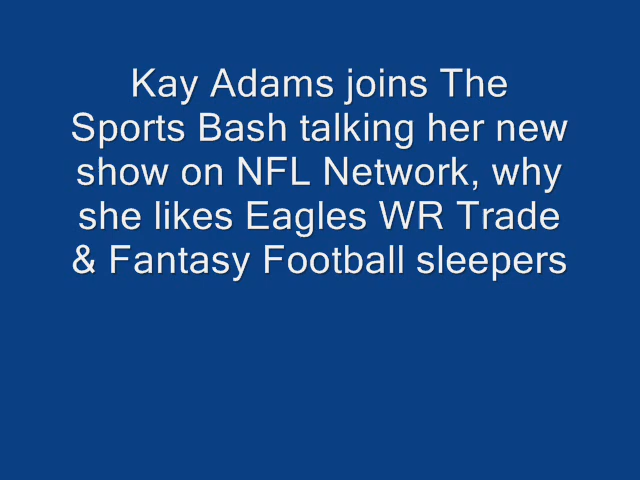 Kay Adams joins The
Sports Bash talking her new
show on NFL Network, why
she likes Eagles WR Trade
& Fantasy Football sleepers